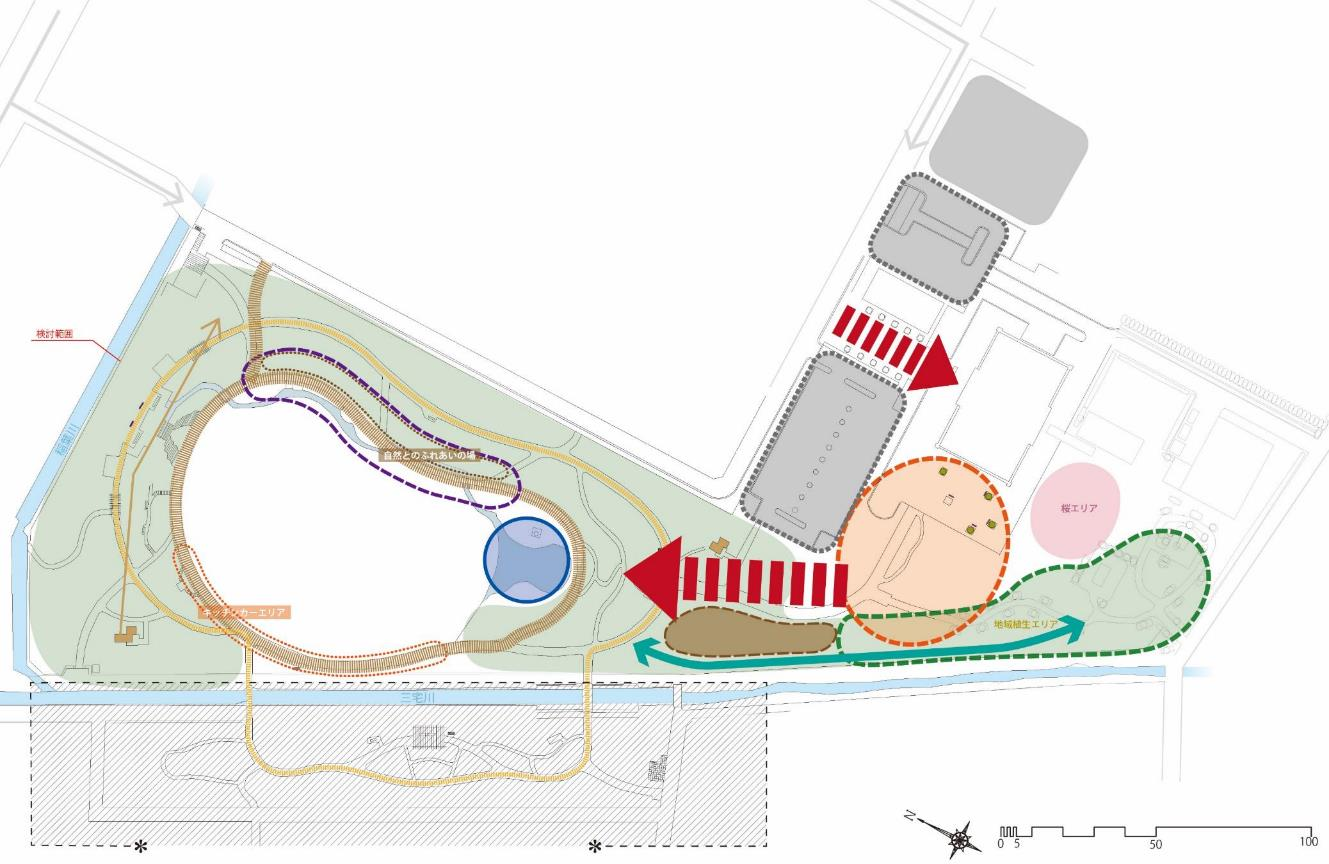 検討範囲
稲葉川
自然とのふれあいの場
桜エリア
キッチンカーエリア
地域植生エリア
三宅川
*
*
N
0 5 50 100